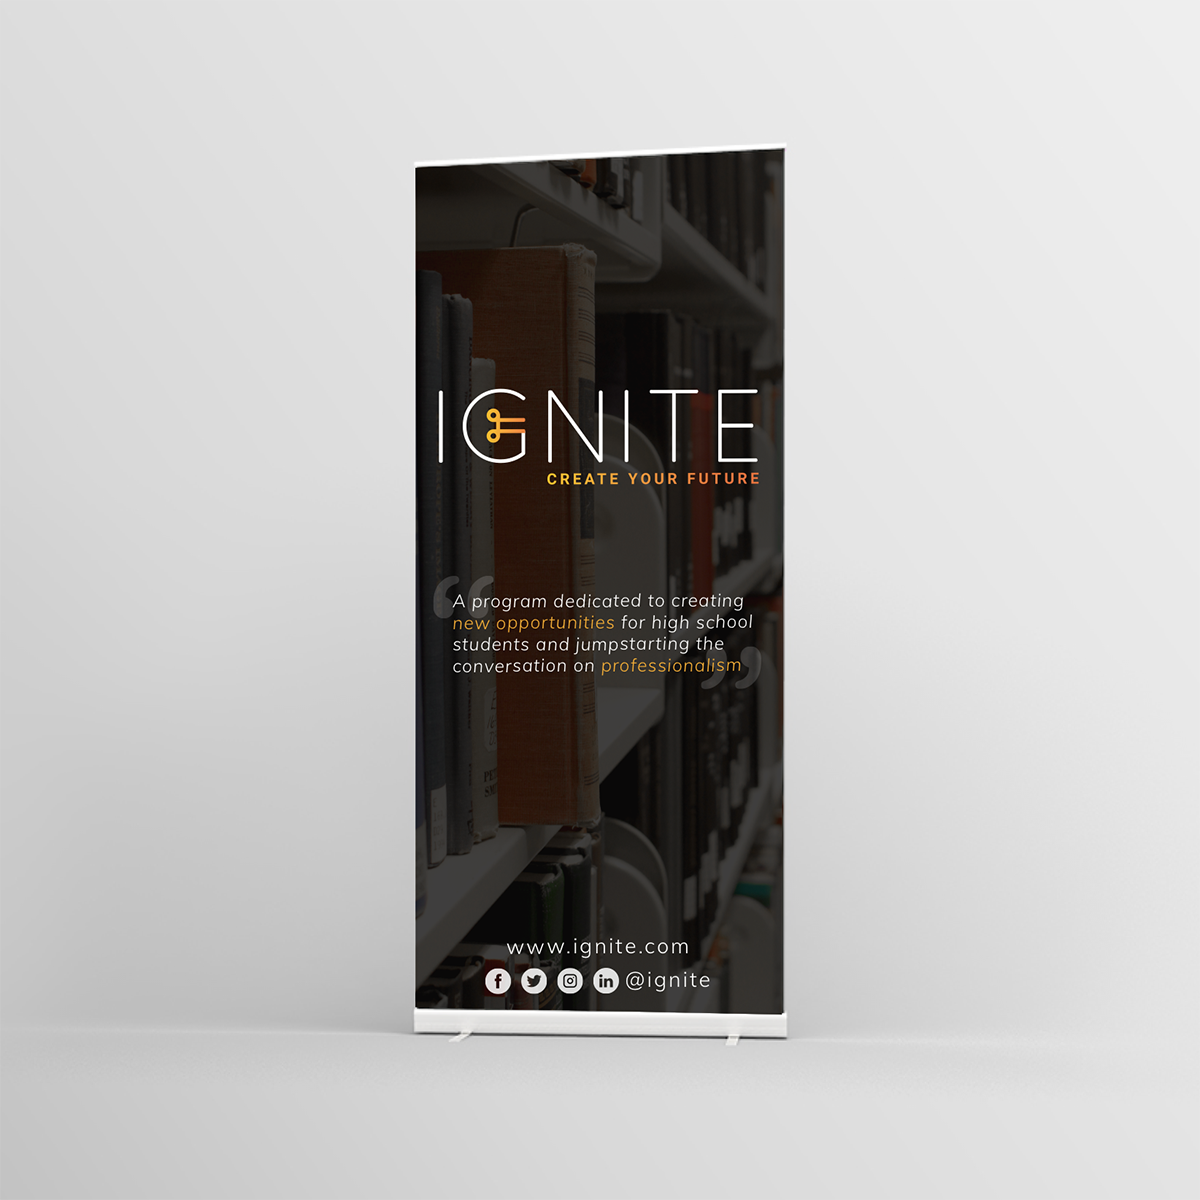 IGNITE
CREATE YOUR FUTURE
“A program dedicated to creating
new opportunities for high school
students and jumpstarting the
conversation on professionalism”
www.ignite.com
@ignite